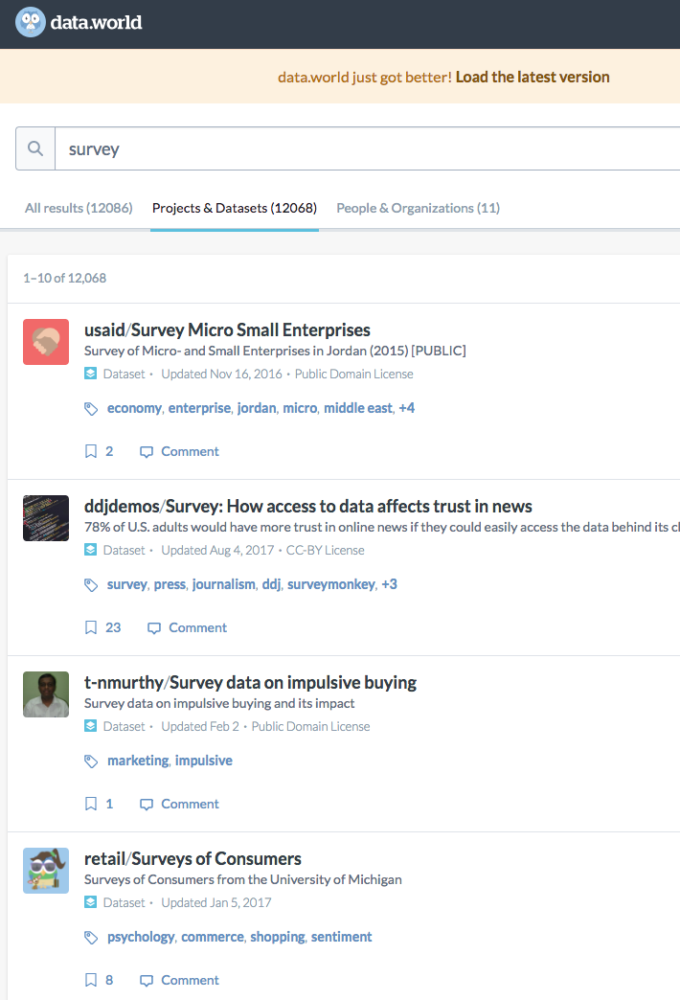 data.world
data.world just got better! Load the latest version
survey
All results (12086) Projects & Datasets (12068) People & Organizations (11)
1–10 of 12,068
usaid/Survey Micro Small Enterprises
Survey of Micro- and Small Enterprises in Jordan (2015) [PUBLIC]
Dataset • Updated Nov 16, 2016 • Public Domain License
economy, enterprise, jordan, micro, middle east, +4
2 Comment
ddjdemos/Survey: How access to data affects trust in news
78% of U.S. adults would have more trust in online news if they could easily access the data behind its
Dataset • Updated Aug 4, 2017 • CC-BY License
survey, press, journalism, ddj, surveymonkey, +3
23 Comment
t-nmurthy/Survey data on impulsive buying
Survey data on impulsive buying and its impact
Dataset • Updated Feb 2 • Public Domain License
marketing, impulsive
1 Comment
retail/Surveys of Consumers
Surveys of Consumers from the University of Michigan
Dataset • Updated Jan 5, 2017
psychology, commerce, shopping, sentiment
8 Comment